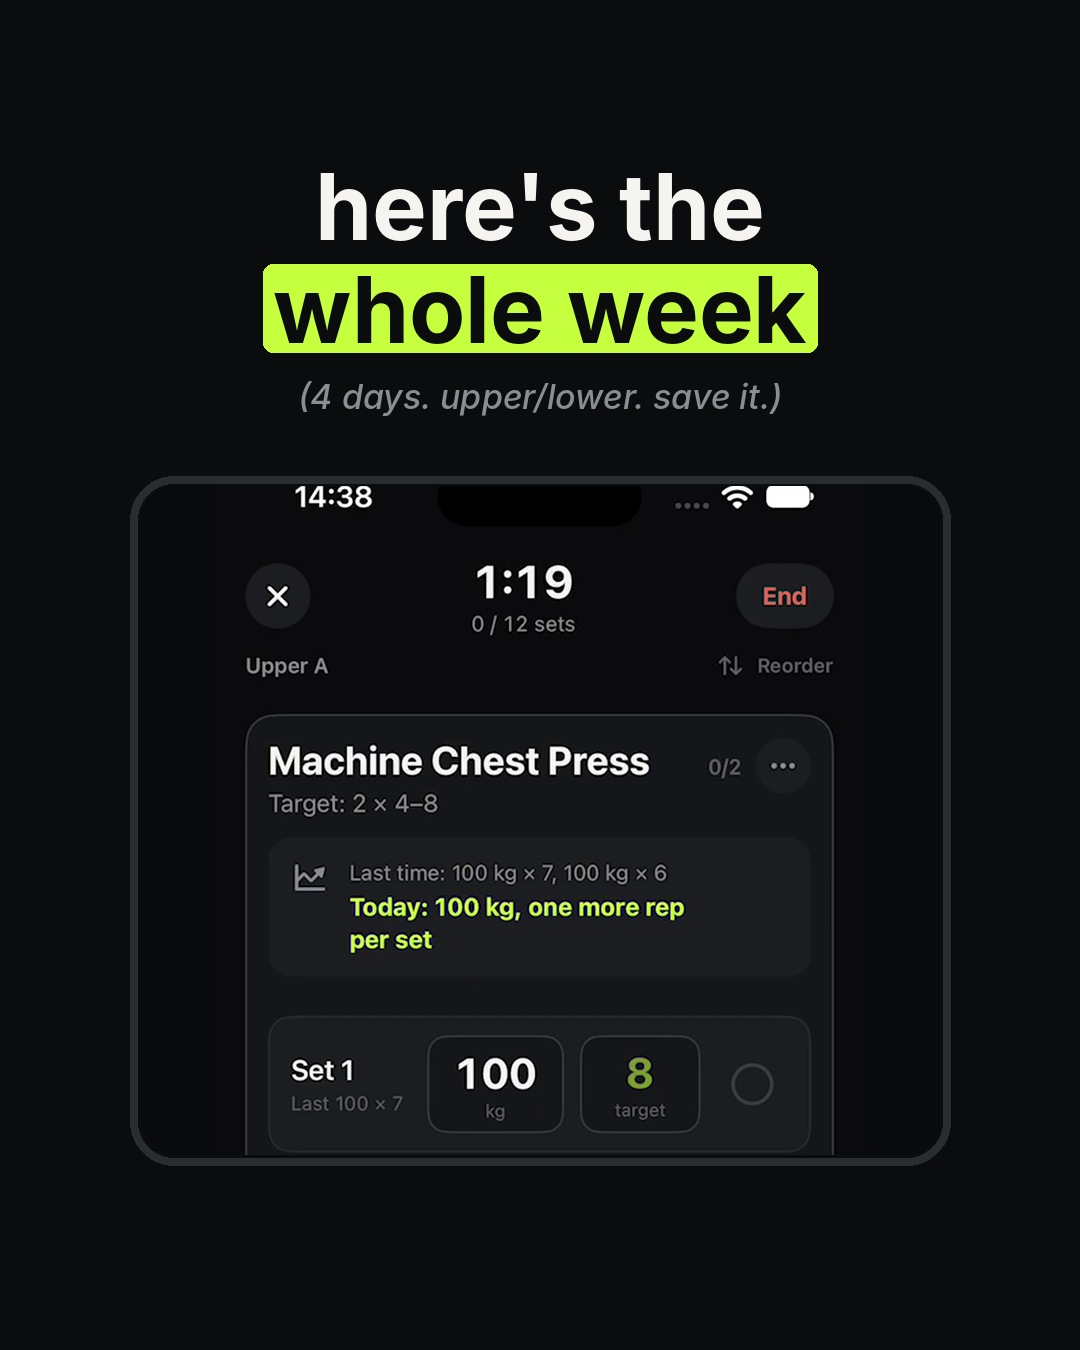 here's the
whole week
(4 days. upper/lower. save it.)
14:38
1:19
End
0 / 12 sets
Upper A
Reorder
Machine Chest Press
0/2
Target: 2 × 4–8
Last time: 100 kg × 7, 100 kg × 6
Today: 100 kg, one more rep
per set
Set 1
Last 100 × 7
100
kg
8
target